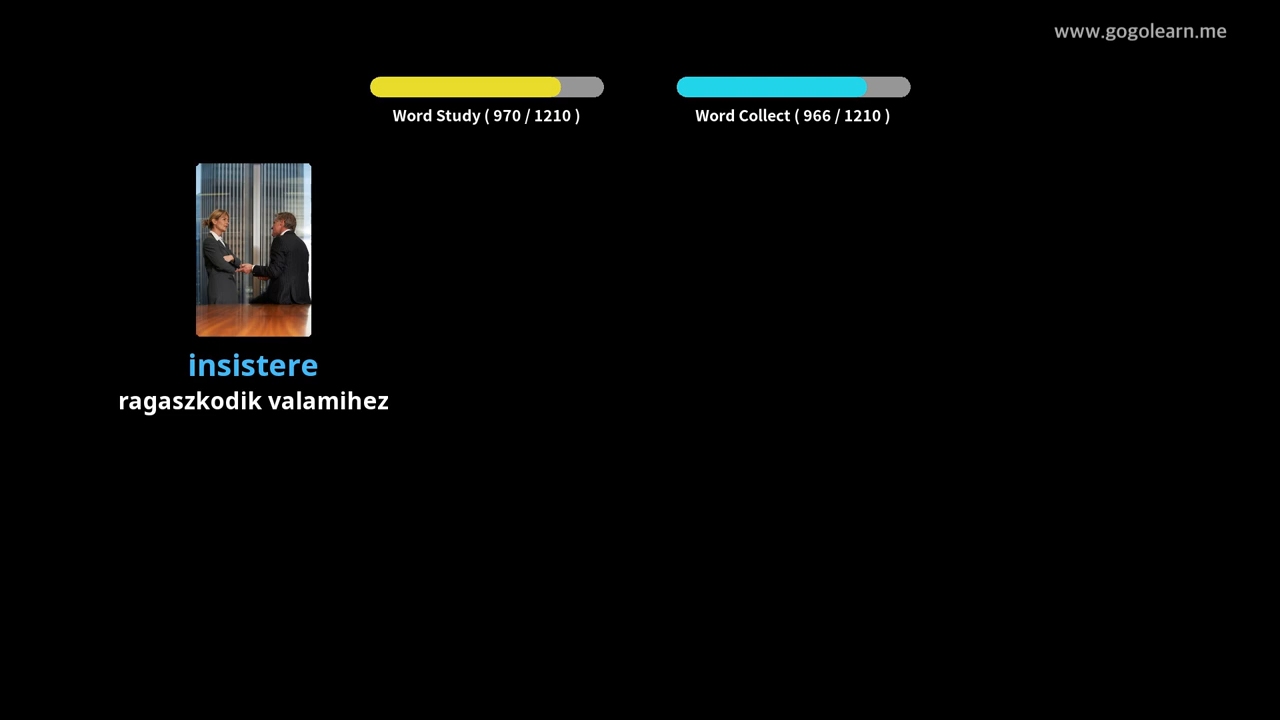 www.gogolearn.me
Word Study ( 970 / 1210 )
Word Collect ( 966 / 1210 )
insistere
ragaszkodik valamihez